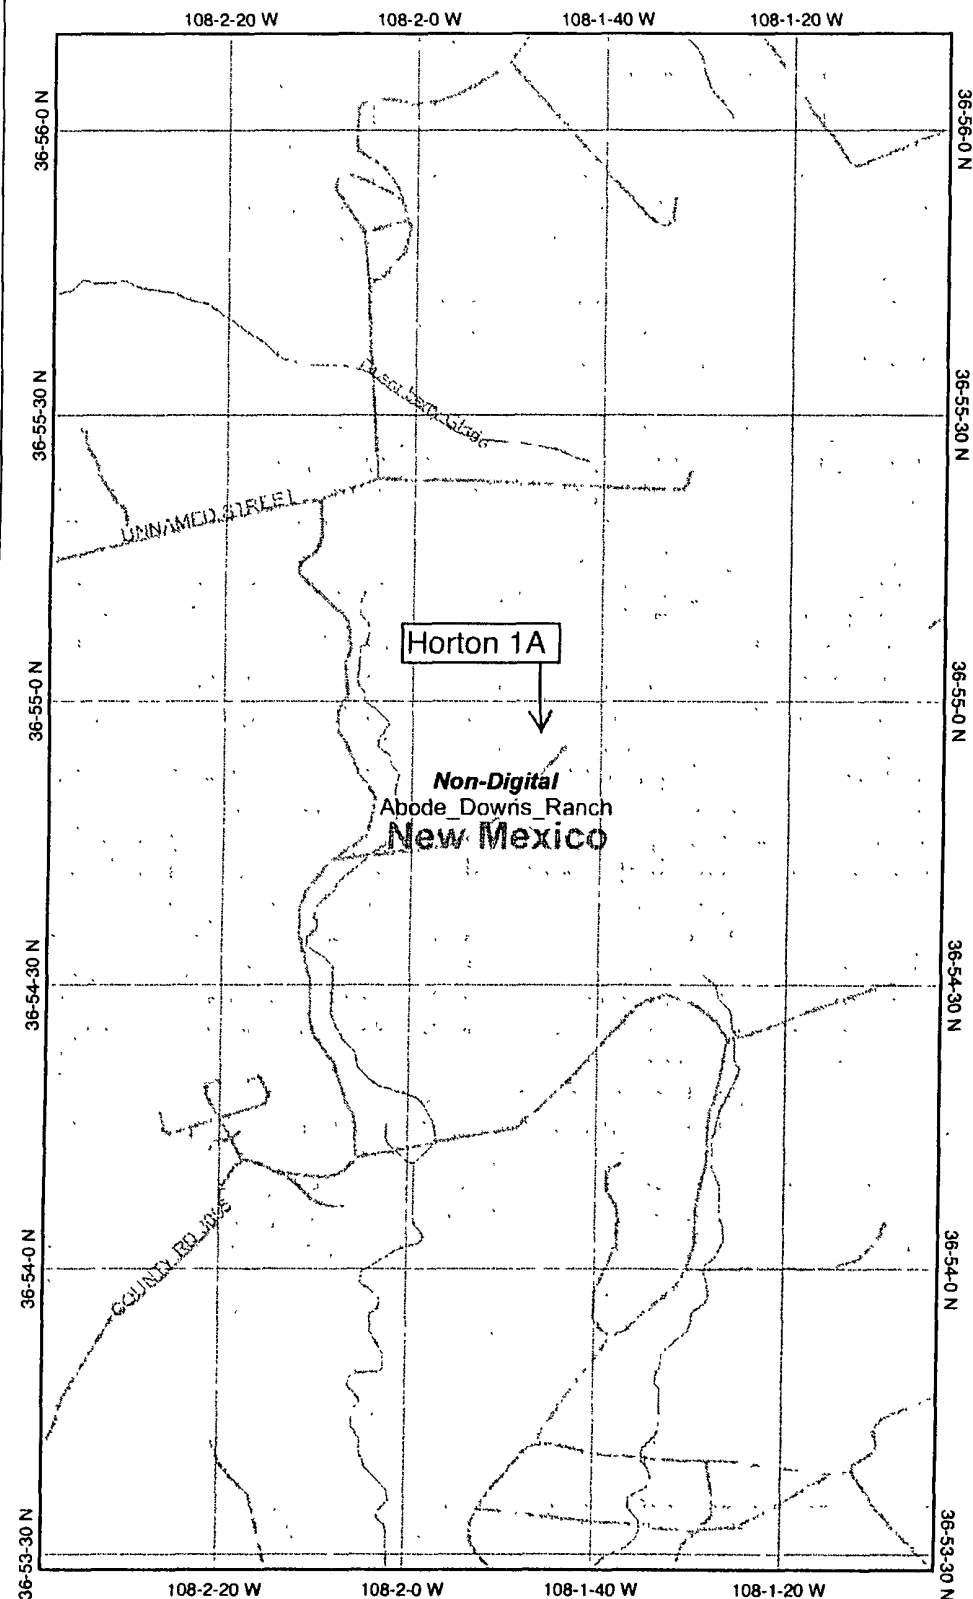 108-2-20 W 108-2-0 W 108-1-40 W 108-1-20 W
36-56-0 N 36-56-0 N
36-55-30 N 36-55-30 N
UNNAMED STREET
Horton 1A
36-55-0 N 36-55-0 N
Non-Digital
Abode_Downs_Ranch
New Mexico
36-54-30 N 36-54-30 N
COUNTY RD
36-54-0 N 36-54-0 N
36-53-30 N 36-53-30 N
108-2-20 W 108-2-0 W 108-1-40 W 108-1-20 W